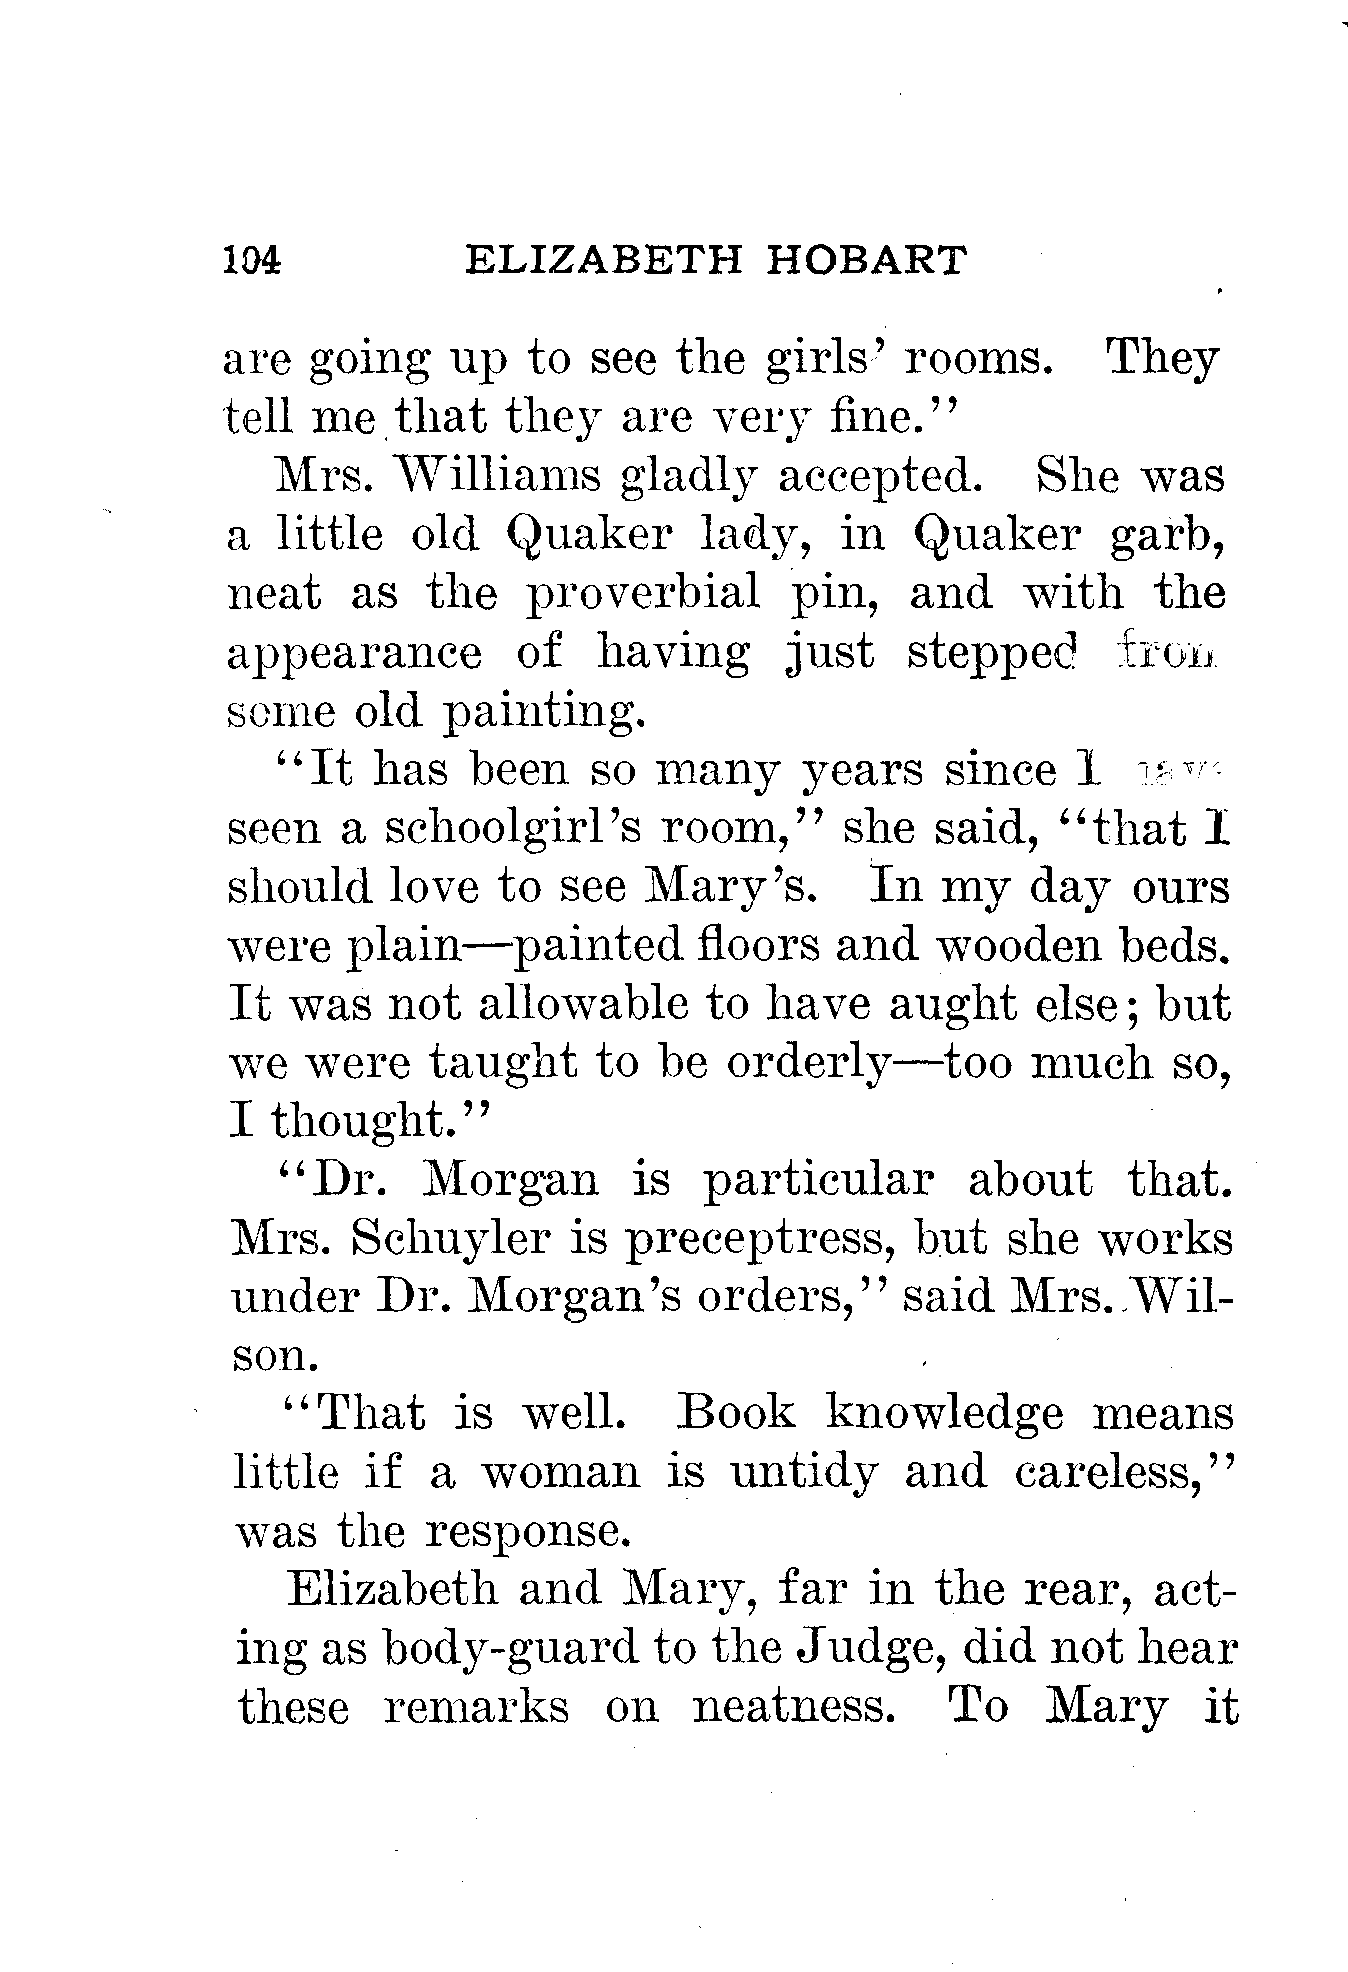 104 ELIZABETH HOBART
are going up to see the girls' rooms. They
tell me that they are very fine."
Mrs. Williams gladly accepted. She was
a little old Quaker lady, in Quaker garb,
neat as the proverbial pin, and with the
appearance of having just stepped from
some old painting.
"It has been so many years since I have
seen a schoolgirl's room," she said, "that I
should love to see Mary's. In my day ours
were plain—painted floors and wooden beds.
It was not allowable to have aught else; but
we were taught to be orderly—too much so,
I thought."
"Dr. Morgan is particular about that.
Mrs. Schuyler is preceptress, but she works
under Dr. Morgan's orders," said Mrs. Wil-
son.
"That is well. Book knowledge means
little if a woman is untidy and careless,"
was the response.
Elizabeth and Mary, far in the rear, act-
ing as body-guard to the Judge, did not hear
these remarks on neatness. To Mary it